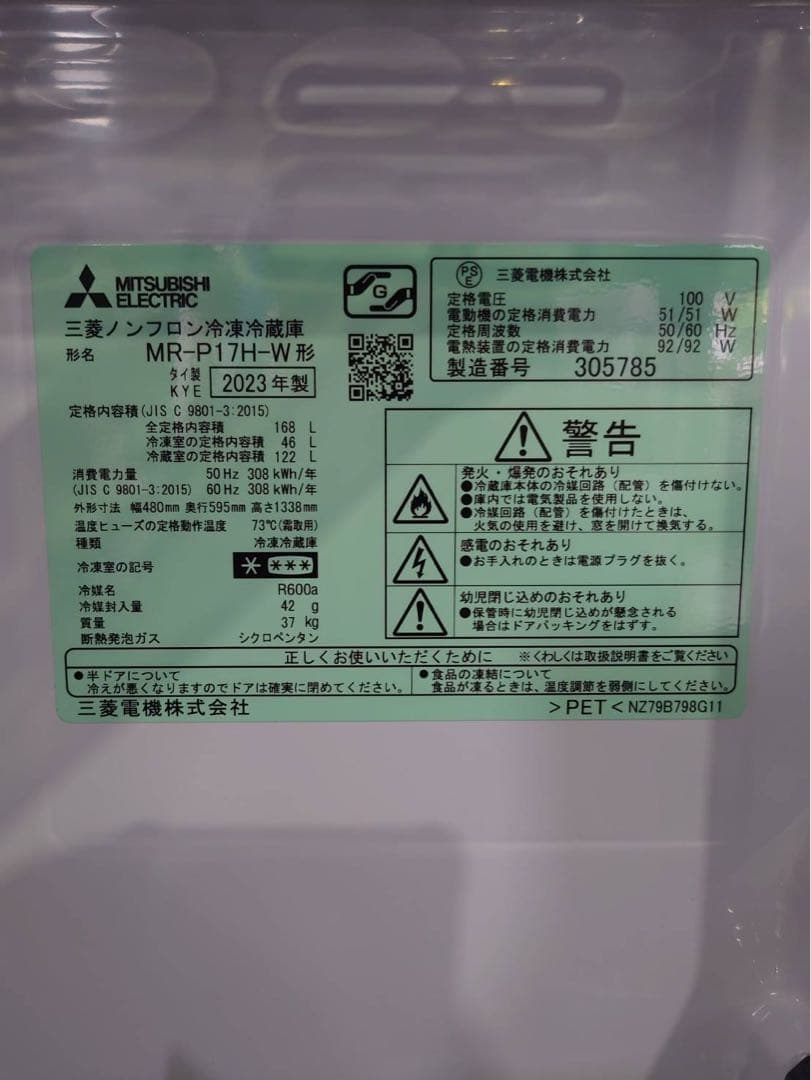 MITSUBISHI
ELECTRIC
G
三菱ノンフロン冷凍冷蔵庫
形名 MR-P17H-W形
タイ製
KYE 2023年製
定格内容積(JIS C 9801-3:2015)
全定格内容積 168 L
冷凍室の定格内容積 46 L
冷蔵室の定格内容積 122 L
消費電力量 50Hz 308kWh/年
(JIS C 9801-3:2015) 60Hz 308kWh/年
外形寸法 幅480mm 奥行595mm 高さ1338mm
温度ヒューズの定格動作温度 73℃(霜取用)
種類 冷凍冷蔵庫
冷凍室の記号 * ***
冷媒名 R600a
冷媒封入量 42 g
質量 37 kg
断熱発泡ガス シクロペンタン
PSE 三菱電機株式会社
定格電圧 100 V
電動機の定格消費電力 51/51 W
定格周波数 50/60 Hz
電熱装置の定格消費電力 92/92 W
製造番号 305785
警告
発火・爆発のおそれあり
●冷蔵庫本体の冷媒回路（配管）を傷付けない。
●庫内では電気製品を使用しない。
●冷媒回路（配管）を傷付けたときは、
火気の使用を避け、窓を開けて換気する。
感電のおそれあり
●お手入れのときは電源プラグを抜く。
幼児閉じ込めのおそれあり
●保管時に幼児閉じ込めが懸念される
場合はドアパッキングをはずす。
正しくお使いいただくために ※くわしくは取扱説明書をご覧ください
●半ドアについて
冷えが悪くなりますのでドアは確実に閉めてください。
●食品の凍結について
食品が凍るときは、温度調節を弱側にしてください。
三菱電機株式会社
>PET< NZ79B798G11